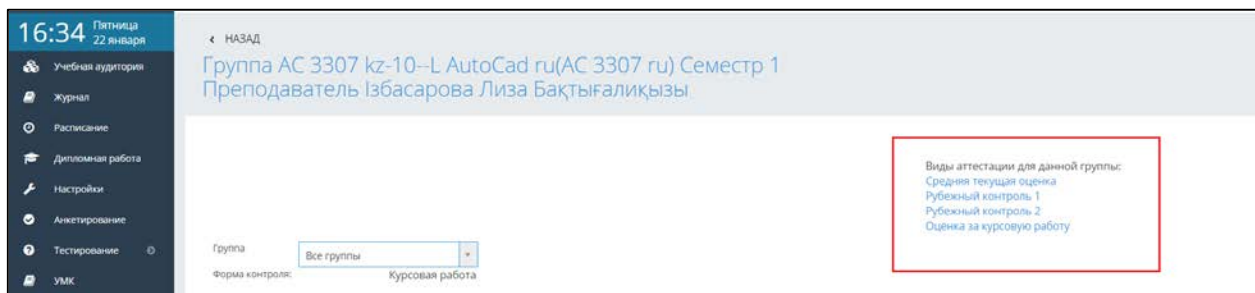 16:34 Пятница
22 января
Учебная аудитория
Журнал
Расписание
Дипломная работа
Настройки
Анкетирование
Тестирование
УМК
‹ НАЗАД
Группа AC 3307 kz-10--L AutoCad ru(AC 3307 ru) Семестр 1
Преподаватель Ізбасарова Лиза Бақтығалиқызы
Виды аттестации для данной группы:
Средняя текущая оценка
Рубежный контроль 1
Рубежный контроль 2
Оценка за курсовую работу
Группа Все группы
Форма контроля: Курсовая работа